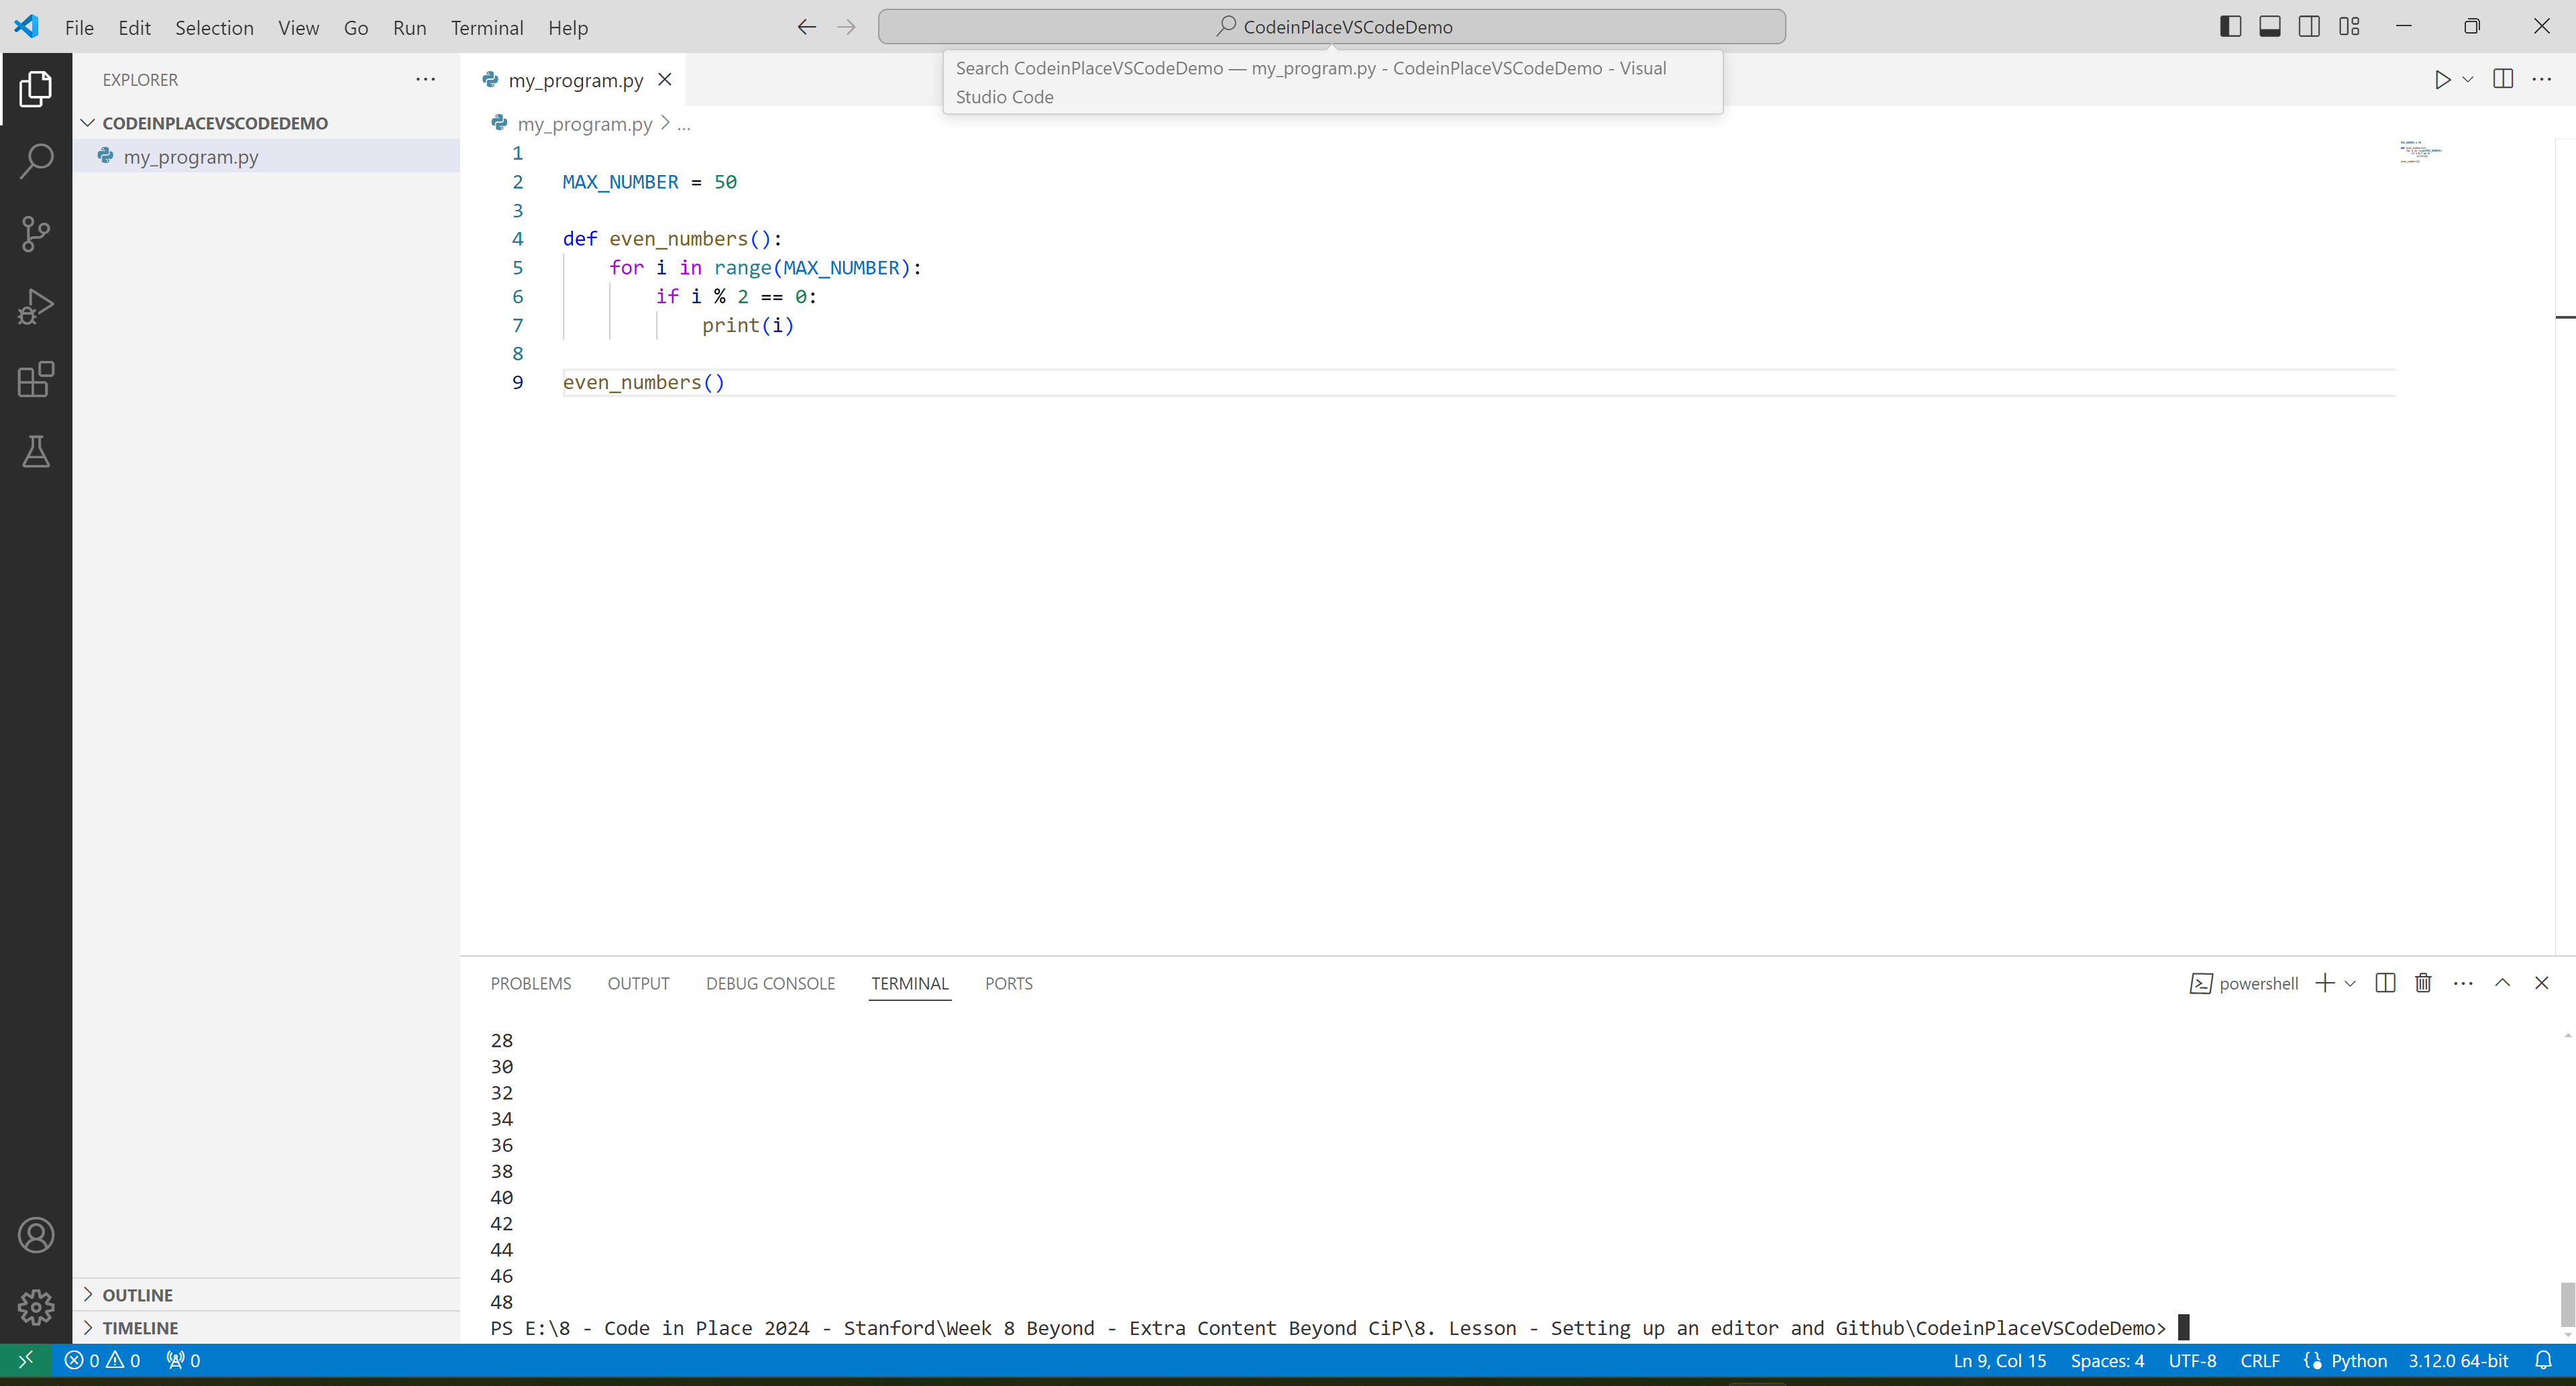 File Edit Selection View Go Run Terminal Help
CodeinPlaceVSCodeDemo
Search CodeinPlaceVSCodeDemo — my_program.py - CodeinPlaceVSCodeDemo - Visual
Studio Code
EXPLORER
CODEINPLACEVSCODEDEMO
my_program.py
OUTLINE
TIMELINE
my_program.py
my_program.py > ...
1
2 MAX_NUMBER = 50
3
4 def even_numbers():
5     for i in range(MAX_NUMBER):
6         if i % 2 == 0:
7             print(i)
8
9 even_numbers()
PROBLEMS OUTPUT DEBUG CONSOLE TERMINAL PORTS
powershell
28
30
32
34
36
38
40
42
44
46
48
PS E:\8 - Code in Place 2024 - Stanford\Week 8 Beyond - Extra Content Beyond CiP\8. Lesson - Setting up an editor and Github\CodeinPlaceVSCodeDemo>
0 0 0 Ln 9, Col 15 Spaces: 4 UTF-8 CRLF Python 3.12.0 64-bit